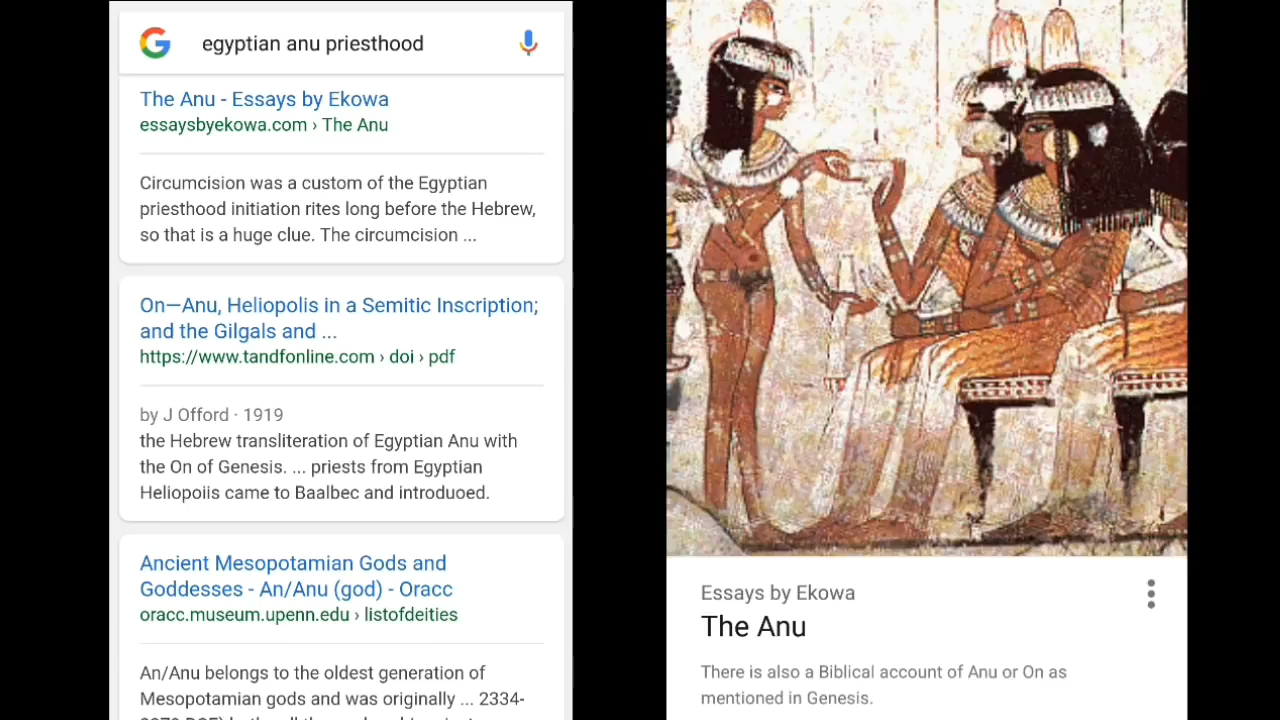 egyptian anu priesthood
The Anu - Essays by Ekowa
essaysbyekowa.com › The Anu
Circumcision was a custom of the Egyptian
priesthood initiation rites long before the Hebrew,
so that is a huge clue. The circumcision ...
On—Anu, Heliopolis in a Semitic Inscription;
and the Gilgals and ...
https://www.tandfonline.com › doi › pdf
by J Offord · 1919
the Hebrew transliteration of Egyptian Anu with
the On of Genesis. ... priests from Egyptian
Heliopoiis came to Baalbec and introduoed.
Ancient Mesopotamian Gods and
Goddesses - An/Anu (god) - Oracc
oracc.museum.upenn.edu › listofdeities
An/Anu belongs to the oldest generation of
Mesopotamian gods and was originally ... 2334-
Essays by Ekowa
The Anu
There is also a Biblical account of Anu or On as
mentioned in Genesis.